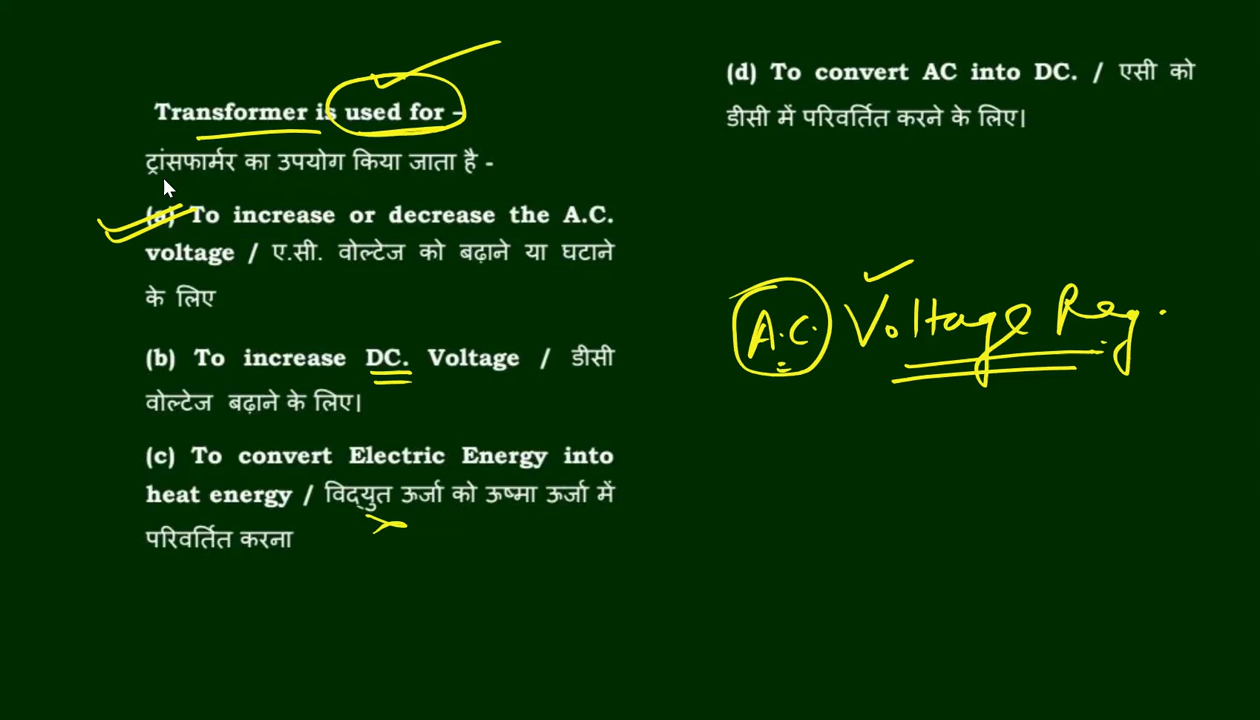 Transformer is used for -
ट्रांसफार्मर का उपयोग किया जाता है -
(a) To increase or decrease the A.C.
voltage / ए.सी. वोल्टेज को बढ़ाने या घटाने
के लिए
(b) To increase DC. Voltage / डीसी
वोल्टेज बढ़ाने के लिए।
(c) To convert Electric Energy into
heat energy / विद्युत ऊर्जा को ऊष्मा ऊर्जा में
परिवर्तित करना
(d) To convert AC into DC. / एसी को
डीसी में परिवर्तित करने के लिए।
A.C. Voltage Reg.